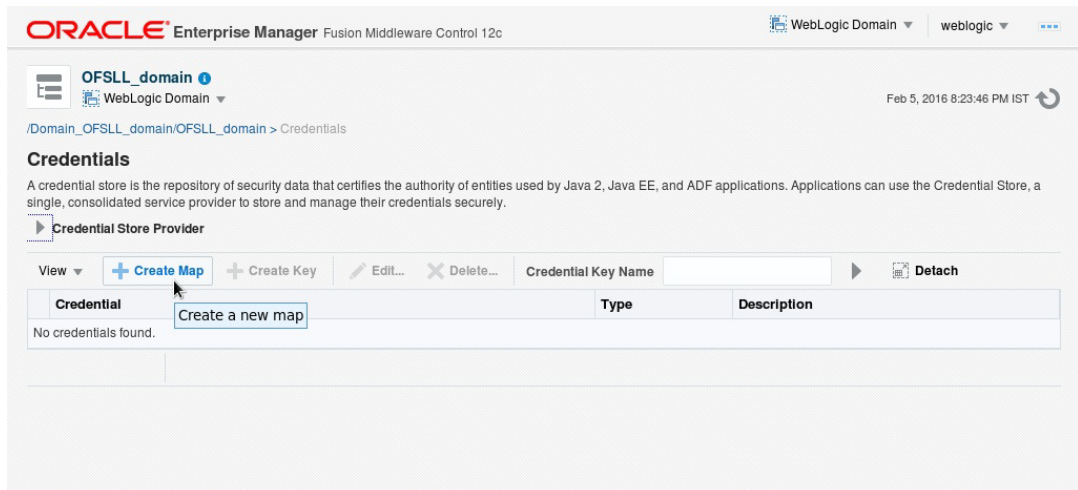 ORACLE Enterprise Manager Fusion Middleware Control 12c WebLogic Domain weblogic
OFSLL_domain
WebLogic Domain Feb 5, 2016 8:23:46 PM IST
/Domain_OFSLL_domain/OFSLL_domain > Credentials
Credentials
A credential store is the repository of security data that certifies the authority of entities used by Java 2, Java EE, and ADF applications. Applications can use the Credential Store, a
single, consolidated service provider to store and manage their credentials securely.
Credential Store Provider
View Create Map Create Key Edit... Delete... Credential Key Name Detach
Credential Type Description
Create a new map
No credentials found.